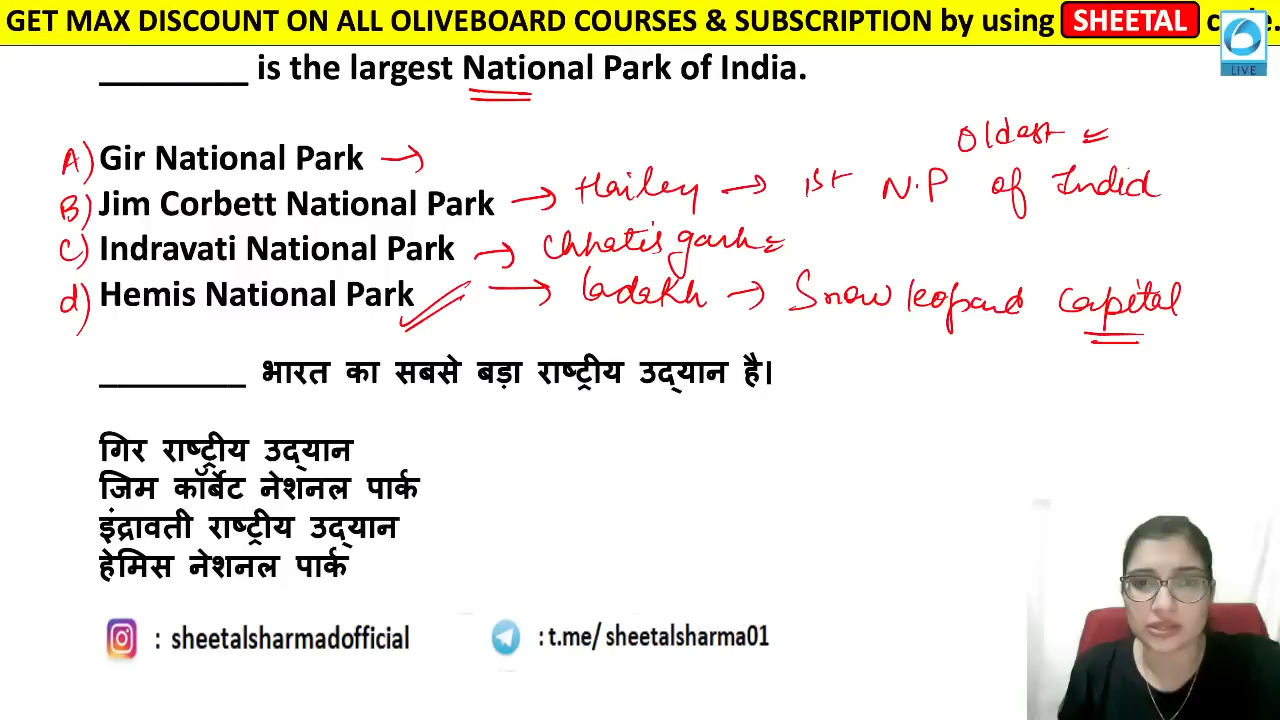 GET MAX DISCOUNT ON ALL OLIVEBOARD COURSES & SUBSCRIPTION by using SHEETAL code.
LIVE
________ is the largest National Park of India.
Oldest
A) Gir National Park →
B) Jim Corbett National Park → Hailey → 1st N.P of India
C) Indravati National Park → Chhatisgarh
d) Hemis National Park → Ladakh → Snow leopard capital
________ भारत का सबसे बड़ा राष्ट्रीय उद्यान है।
गिर राष्ट्रीय उद्यान
जिम कॉर्बेट नेशनल पार्क
इंद्रावती राष्ट्रीय उद्यान
हेमिस नेशनल पार्क
: sheetalsharmadofficial
: t.me/ sheetalsharma01